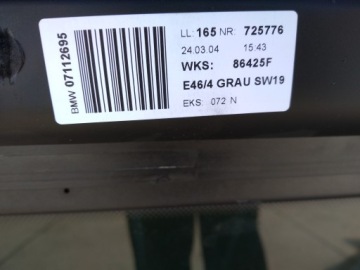 BMW 07112695
LL: 165 NR: 725776
24.03.04 15:43
WKS: 86425F
E46/4 GRAU SW19
EKS: 072 N